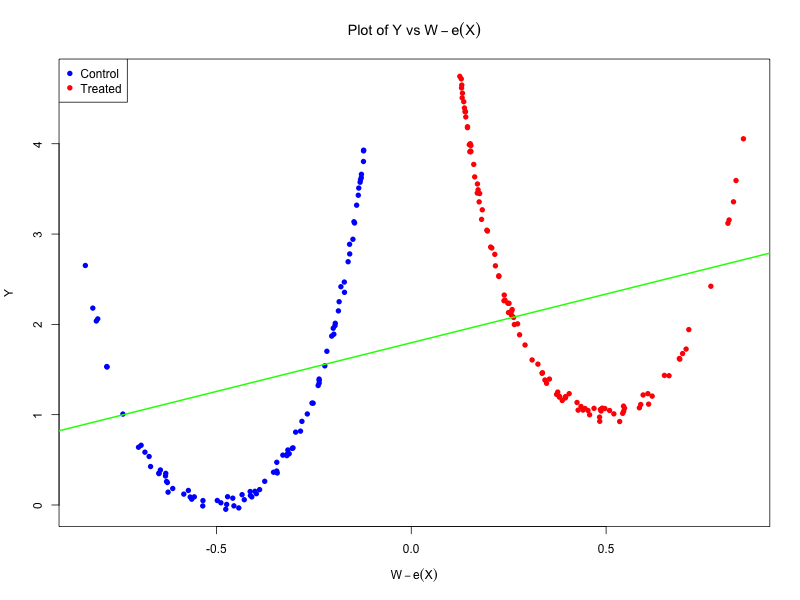 Plot of Y vs W − e(X)
Control
Treated
4
3
2
1
0
Y
-0.5 0.0 0.5
W − e(X)